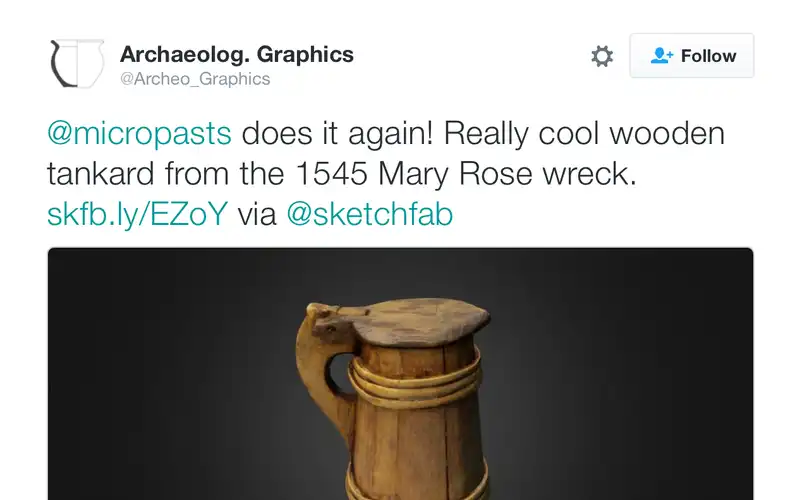 Archaeolog. Graphics
@Archeo_Graphics
Follow
@micropasts does it again! Really cool wooden
tankard from the 1545 Mary Rose wreck.
skfb.ly/EZoY via @sketchfab